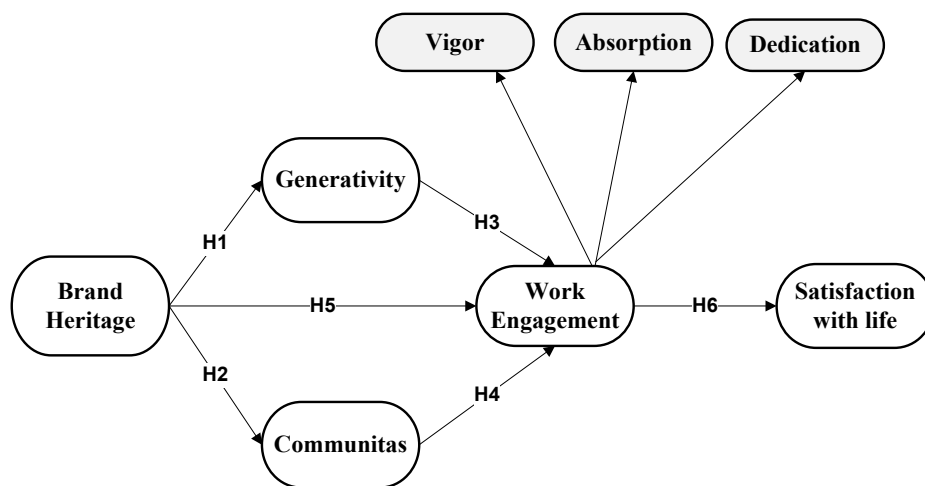 Vigor
Absorption
Dedication
Generativity
H3
H1
Brand
Heritage
H5
Work
Engagement
H6
Satisfaction
with life
H2
H4
Communitas